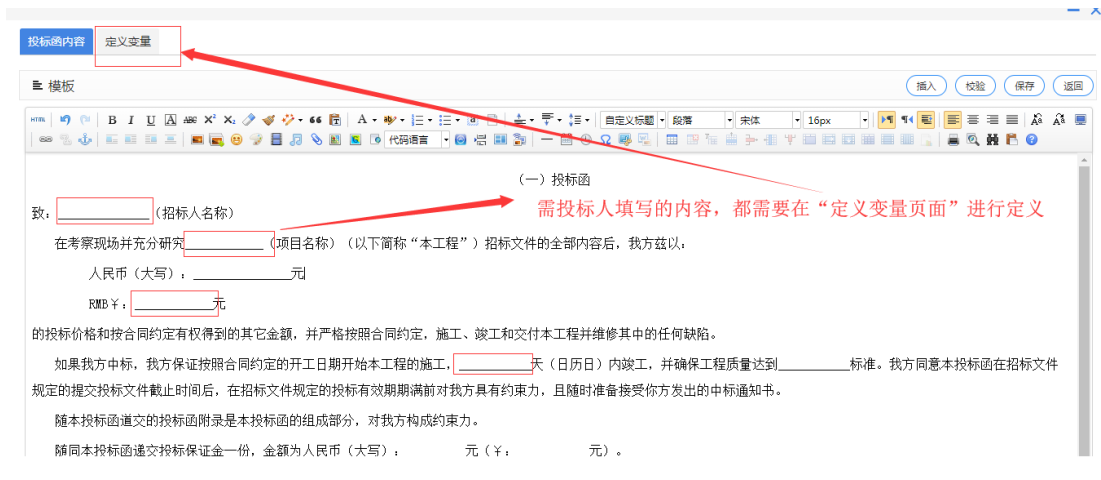 投标函内容 定义变量
模板 插入 校验 保存 返回
HTML B I U A ABC X² X₂ 66 A 自定义标题 段落 宋体 16px
代码语言
（一）投标函
需投标人填写的内容，都需要在“定义变量页面”进行定义
致：____________（招标人名称）
在考察现场并充分研究____________（项目名称）（以下简称“本工程”）招标文件的全部内容后，我方兹以：
人民币（大写）：____________元
RMB￥：____________元
的投标价格和按合同约定有权得到的其它金额，并严格按照合同约定，施工、竣工和交付本工程并维修其中的任何缺陷。
如果我方中标，我方保证按照合同约定的开工日期开始本工程的施工，____________天（日历日）内竣工，并确保工程质量达到____________标准。我方同意本投标函在招标文件
规定的提交投标文件截止时间后，在招标文件规定的投标有效期期满前对我方具有约束力，且随时准备接受你方发出的中标通知书。
随本投标函递交的投标函附录是本投标函的组成部分，对我方构成约束力。
随同本投标函递交投标保证金一份，金额为人民币（大写）： 元（￥： 元）。